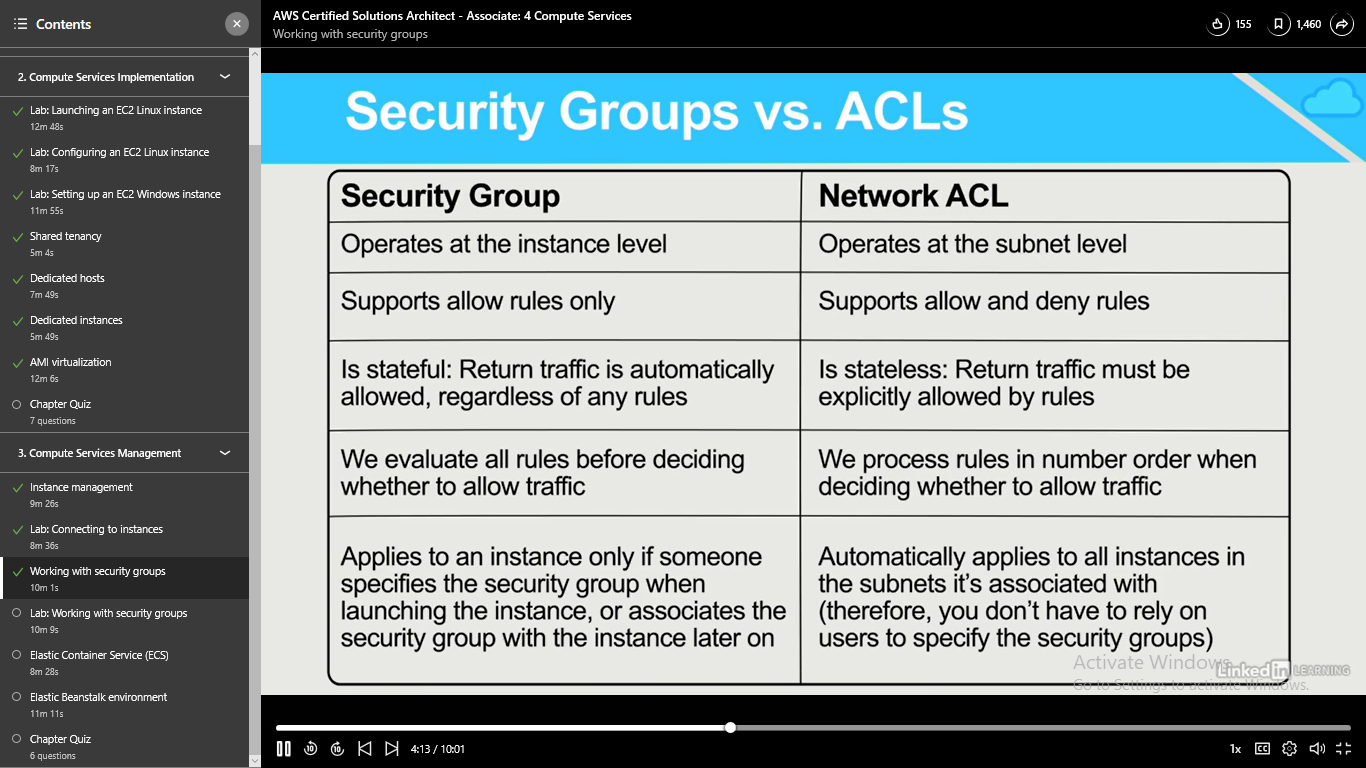 Contents
2. Compute Services Implementation
Lab: Launching an EC2 Linux instance
12m 48s
Lab: Configuring an EC2 Linux instance
8m 17s
Lab: Setting up an EC2 Windows instance
11m 55s
Shared tenancy
5m 4s
Dedicated hosts
7m 49s
Dedicated instances
5m 49s
AMI virtualization
12m 6s
Chapter Quiz
7 questions
3. Compute Services Management
Instance management
9m 26s
Lab: Connecting to instances
8m 36s
Working with security groups
10m 1s
Lab: Working with security groups
10m 9s
Elastic Container Service (ECS)
8m 28s
Elastic Beanstalk environment
11m 11s
Chapter Quiz
6 questions
AWS Certified Solutions Architect - Associate: 4 Compute Services
Working with security groups
155
1,460
Security Groups vs. ACLs
Security Group
Network ACL
Operates at the instance level
Operates at the subnet level
Supports allow rules only
Supports allow and deny rules
Is stateful: Return traffic is automatically
allowed, regardless of any rules
Is stateless: Return traffic must be
explicitly allowed by rules
We evaluate all rules before deciding
whether to allow traffic
We process rules in number order when
deciding whether to allow traffic
Applies to an instance only if someone
specifies the security group when
launching the instance, or associates the
security group with the instance later on
Automatically applies to all instances in
the subnets it's associated with
(therefore, you don't have to rely on
users to specify the security groups)
Activate Windows
Go to Settings to activate Windows.
Linked in LEARNING
10
10
4:13 / 10:01
1x
CC